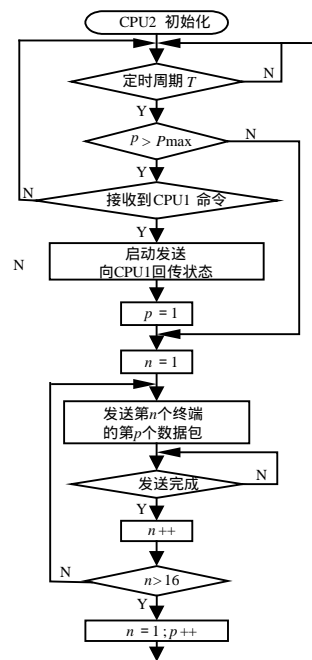 CPU2 初始化
定时周期 T
N
Y
p > Pmax
N
Y
接收到CPU1 命令
N
Y
启动发送
向CPU1回传状态
N
p = 1
n = 1
发送第n个终端
的第p个数据包
发送完成
N
Y
n++
n>16
N
Y
n = 1 ; p++